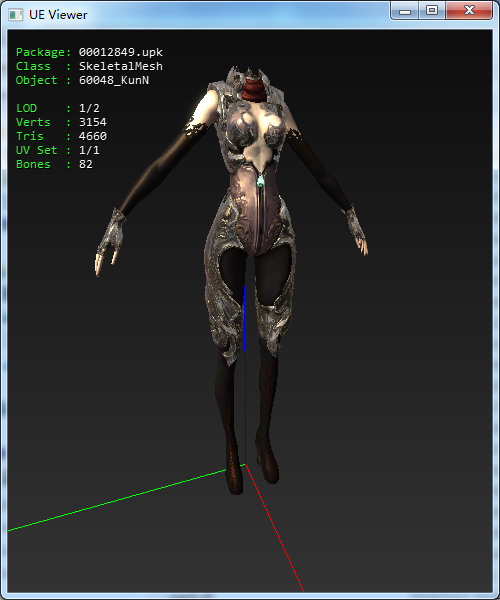 UE Viewer
Package: 00012849.upk
Class : SkeletalMesh
Object : 60048_KunN
LOD : 1/2
Verts : 3154
Tris : 4660
UV Set : 1/1
Bones : 82